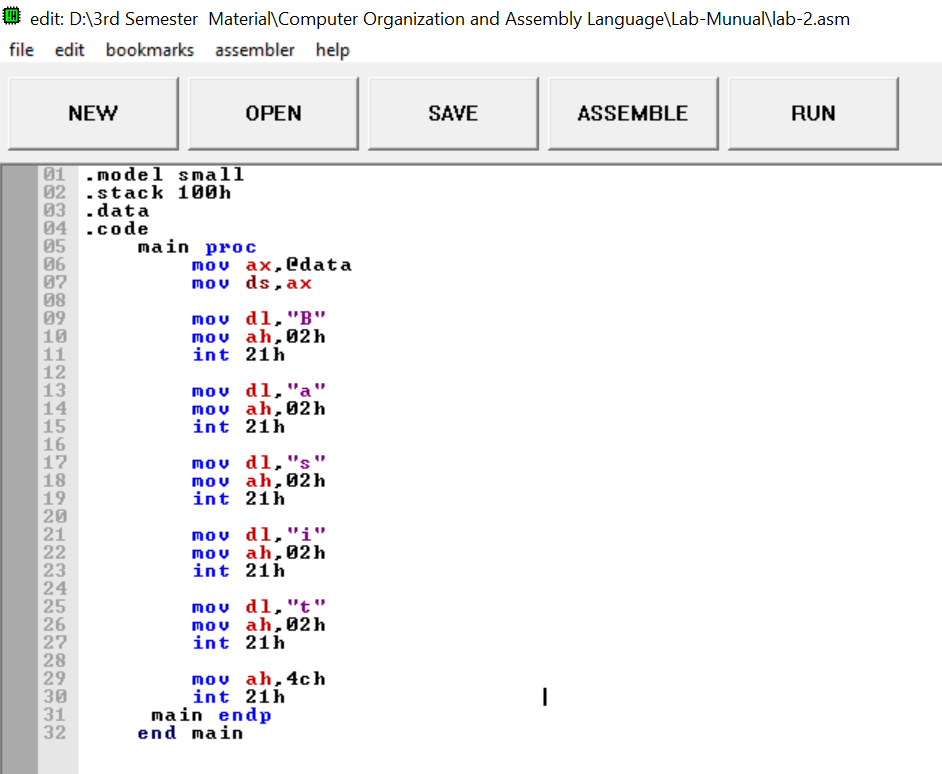 edit: D:\3rd Semester  Material\Computer Organization and Assembly Language\Lab-Munual\lab-2.asm
file edit bookmarks assembler help
NEW OPEN SAVE ASSEMBLE RUN
01 .model small
02 .stack 100h
03 .data
04 .code
05     main proc
06         mov ax,@data
07         mov ds,ax
08
09         mov dl,"B"
10         mov ah,02h
11         int 21h
12
13         mov dl,"a"
14         mov ah,02h
15         int 21h
16
17         mov dl,"s"
18         mov ah,02h
19         int 21h
20
21         mov dl,"i"
22         mov ah,02h
23         int 21h
24
25         mov dl,"t"
26         mov ah,02h
27         int 21h
28
29         mov ah,4ch
30         int 21h
31      main endp
32     end main